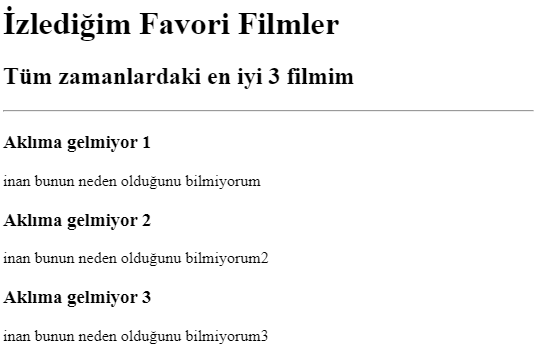 İzlediğim Favori Filmler
Tüm zamanlardaki en iyi 3 filmim
Aklıma gelmiyor 1
inan bunun neden olduğunu bilmiyorum
Aklıma gelmiyor 2
inan bunun neden olduğunu bilmiyorum2
Aklıma gelmiyor 3
inan bunun neden olduğunu bilmiyorum3